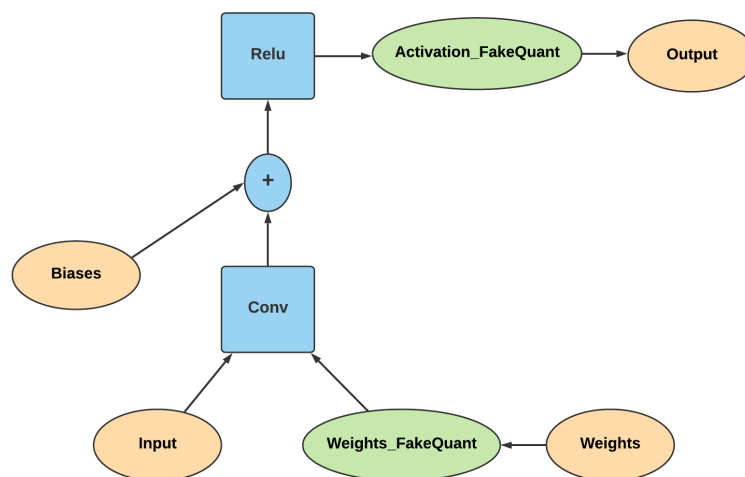 Relu
Activation_FakeQuant
Output
+
Biases
Conv
Input
Weights_FakeQuant
Weights